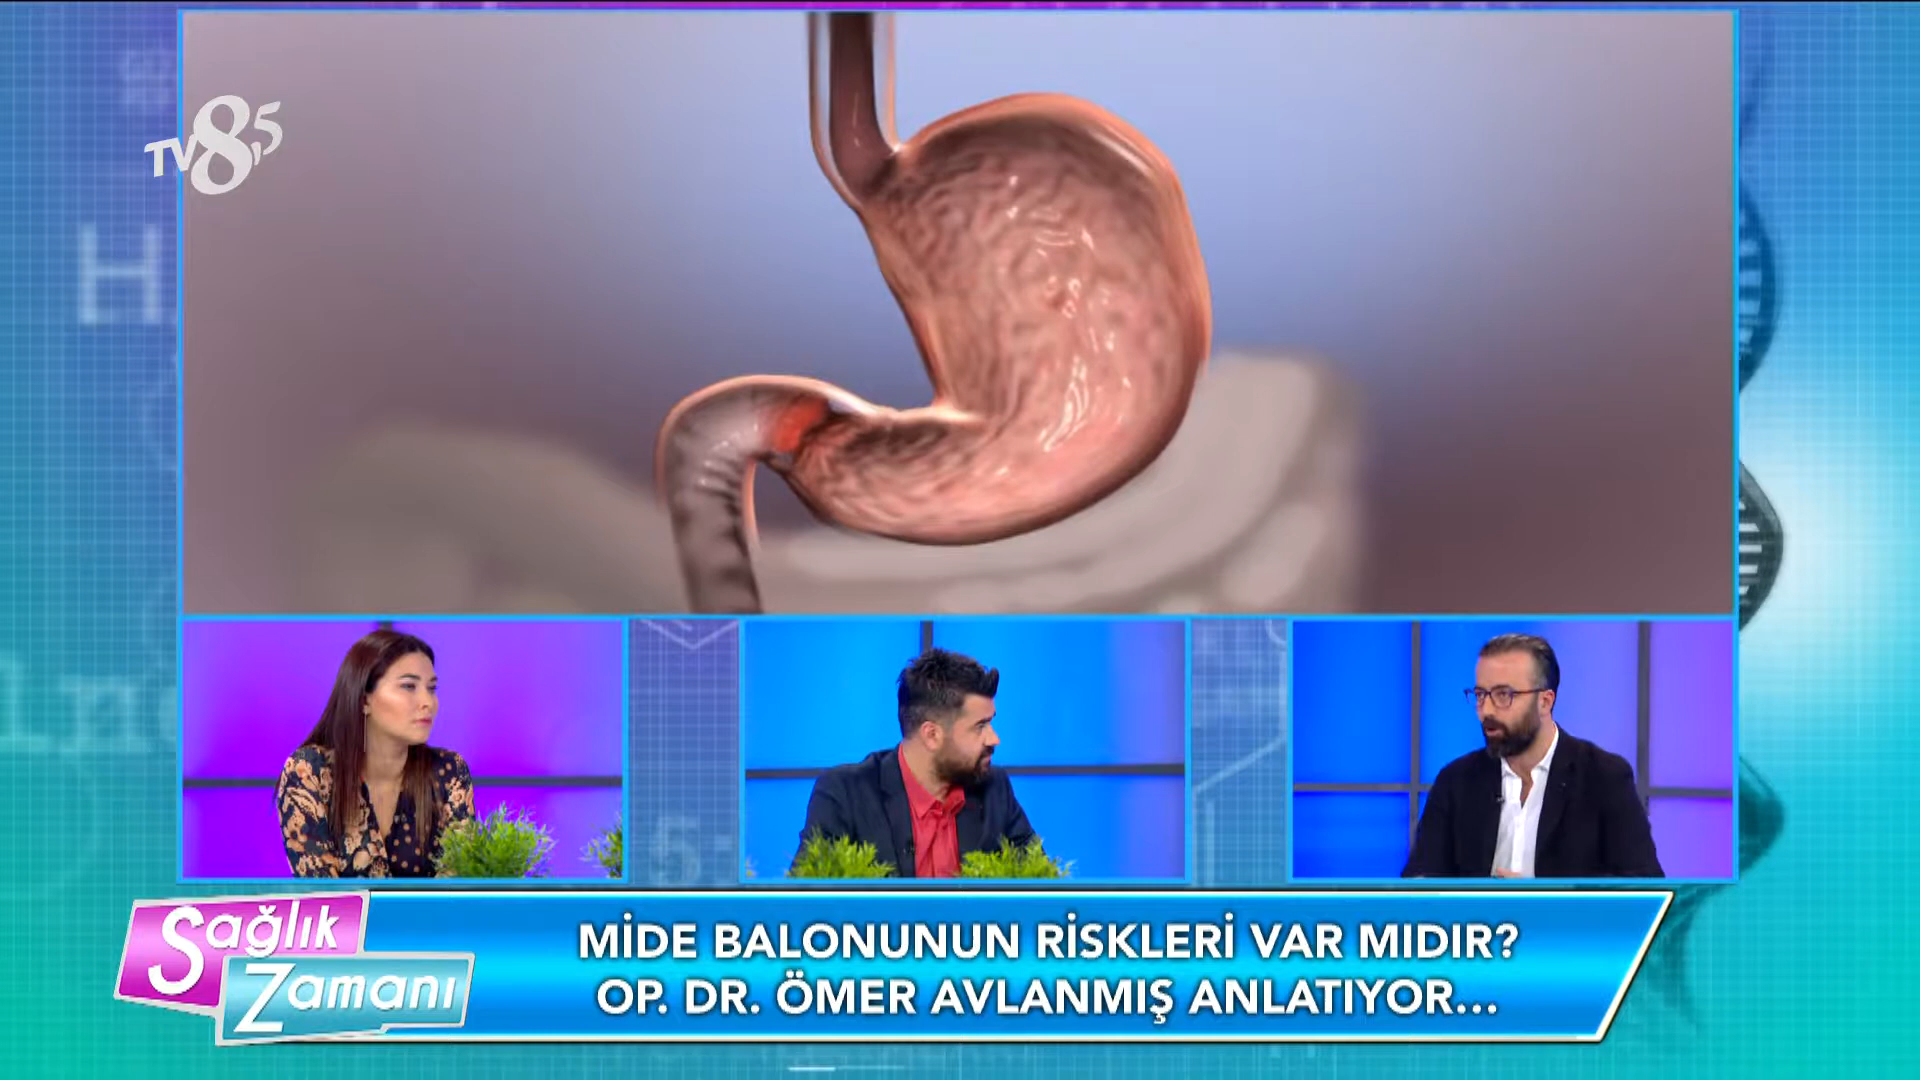 TV8,5
H
Sağlık
Zamanı
MİDE BALONUNUN RİSKLERİ VAR MIDIR?
OP. DR. ÖMER AVLANMIŞ ANLATIYOR...